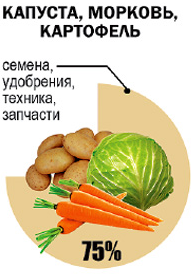 КАПУСТА, МОРКОВЬ,
КАРТОФЕЛЬ
семена,
удобрения,
техника,
запчасти
75%